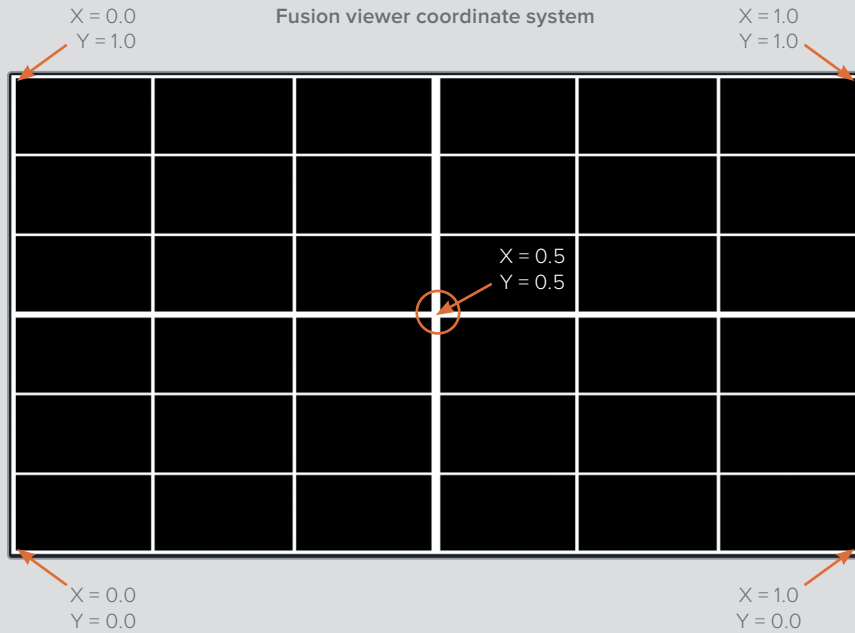 Fusion viewer coordinate system
X = 0.0
Y = 1.0
X = 1.0
Y = 1.0
X = 0.5
Y = 0.5
X = 0.0
Y = 0.0
X = 1.0
Y = 0.0